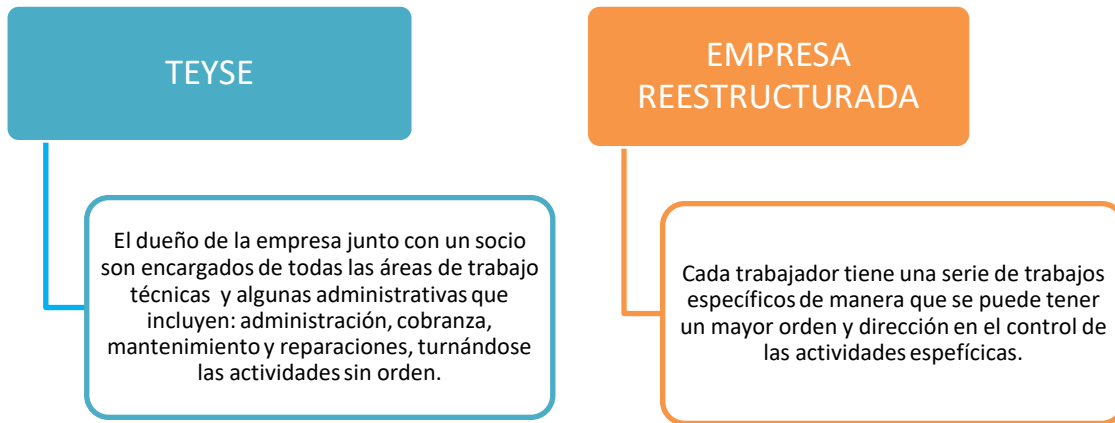 TEYSE
El dueño de la empresa junto con un socio
son encargados de todas las áreas de trabajo
técnicas y algunas administrativas que
incluyen: administración, cobranza,
mantenimiento y reparaciones, turnándose
las actividades sin orden.
EMPRESA
REESTRUCTURADA
Cada trabajador tiene una serie de trabajos
específicos de manera que se puede tener
un mayor orden y dirección en el control de
las actividades espefícicas.